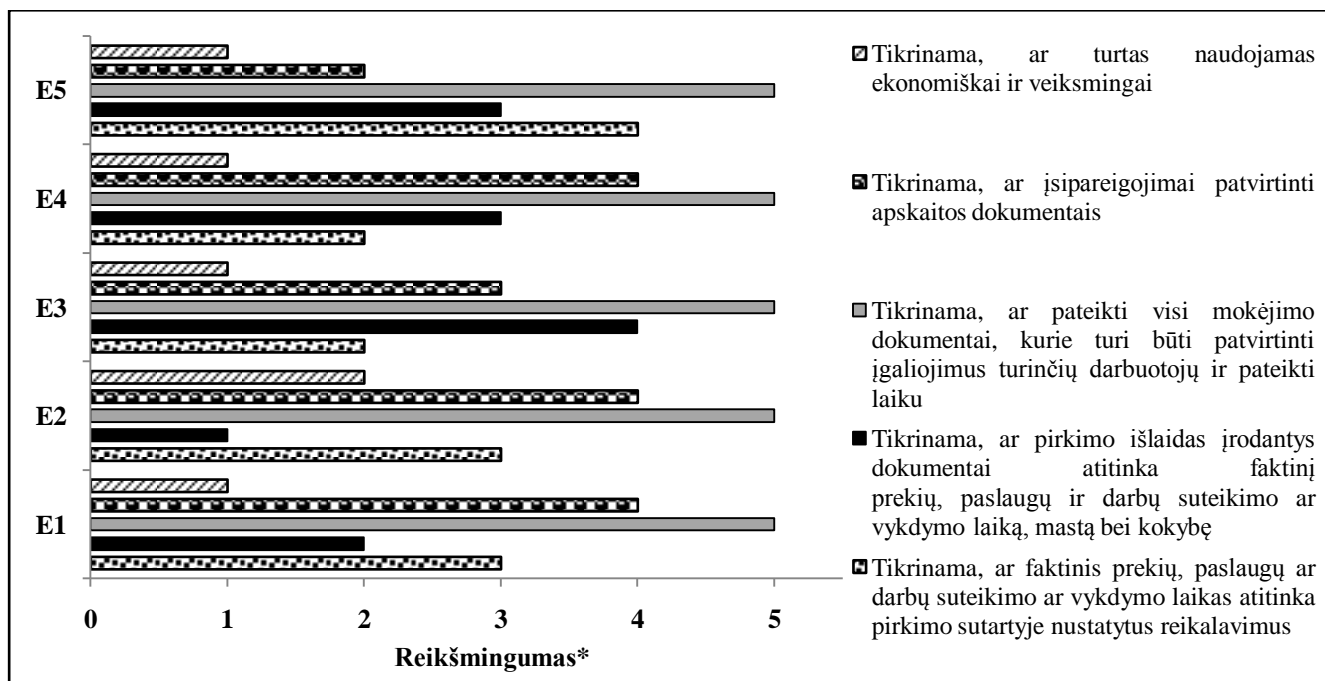 E5
E4
E3
E2
E1
0 1 2 3 4 5
Reikšmingumas*
Tikrinama, ar turtas naudojamas
ekonomiškai ir veiksmingai
Tikrinama, ar įsipareigojimai patvirtinti
apskaitos dokumentais
Tikrinama, ar pateikti visi mokėjimo
dokumentai, kurie turi būti patvirtinti
įgaliojimus turinčių darbuotojų ir pateikti
laiku
Tikrinama, ar pirkimo išlaidas įrodantys
dokumentai atitinka faktinį
prekių, paslaugų ir darbų suteikimo ar
vykdymo laiką, mastą bei kokybę
Tikrinama, ar faktinis prekių, paslaugų ar
darbų suteikimo ar vykdymo laikas atitinka
pirkimo sutartyje nustatytus reikalavimus